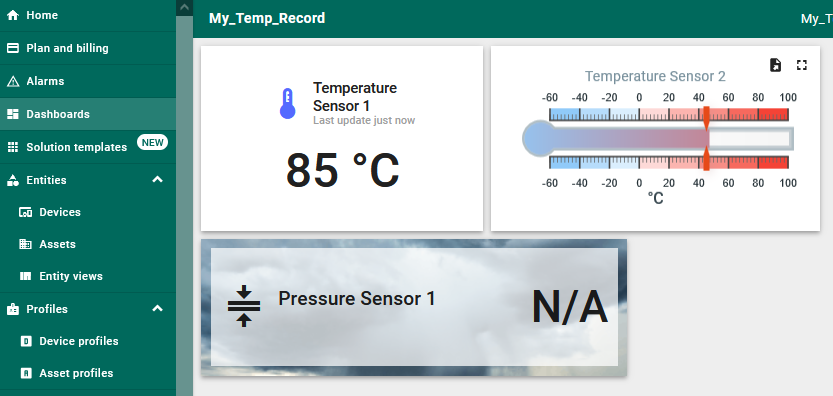 Home
Plan and billing
Alarms
Dashboards
Solution templates NEW
Entities
Devices
Assets
Entity views
Profiles
Device profiles
Asset profiles
My_Temp_Record
My_T
Temperature
Sensor 1
Last update just now
85 °C
Temperature Sensor 2
-60 -40 -20 0 20 40 60 80 100
-60 -40 -20 0 20 40 60 80 100
°C
Pressure Sensor 1
N/A